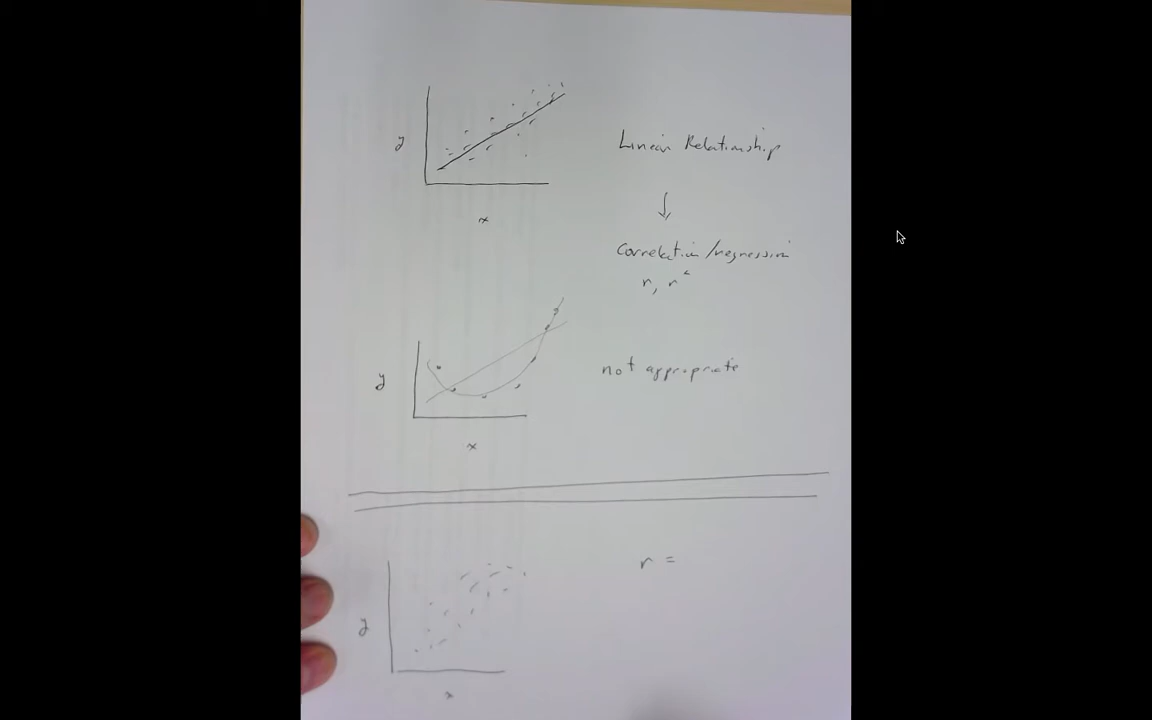 y
Linear Relationship
x
↓
Correlation/regression
r, r²
y
not appropriate
x
r =
y
x